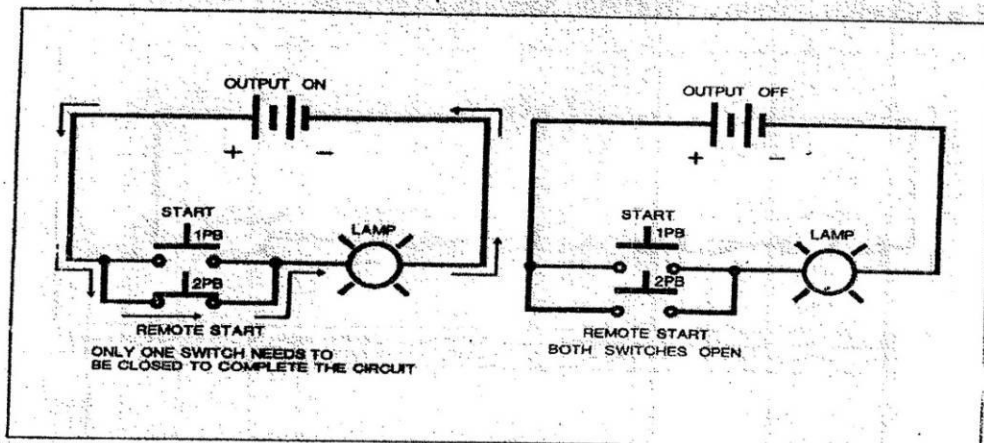 OUTPUT ON
+ −
START
1PB
LAMP
2PB
REMOTE START
ONLY ONE SWITCH NEEDS TO
BE CLOSED TO COMPLETE THE CIRCUIT
OUTPUT OFF
+ −
START
1PB
LAMP
2PB
REMOTE START
BOTH SWITCHES OPEN